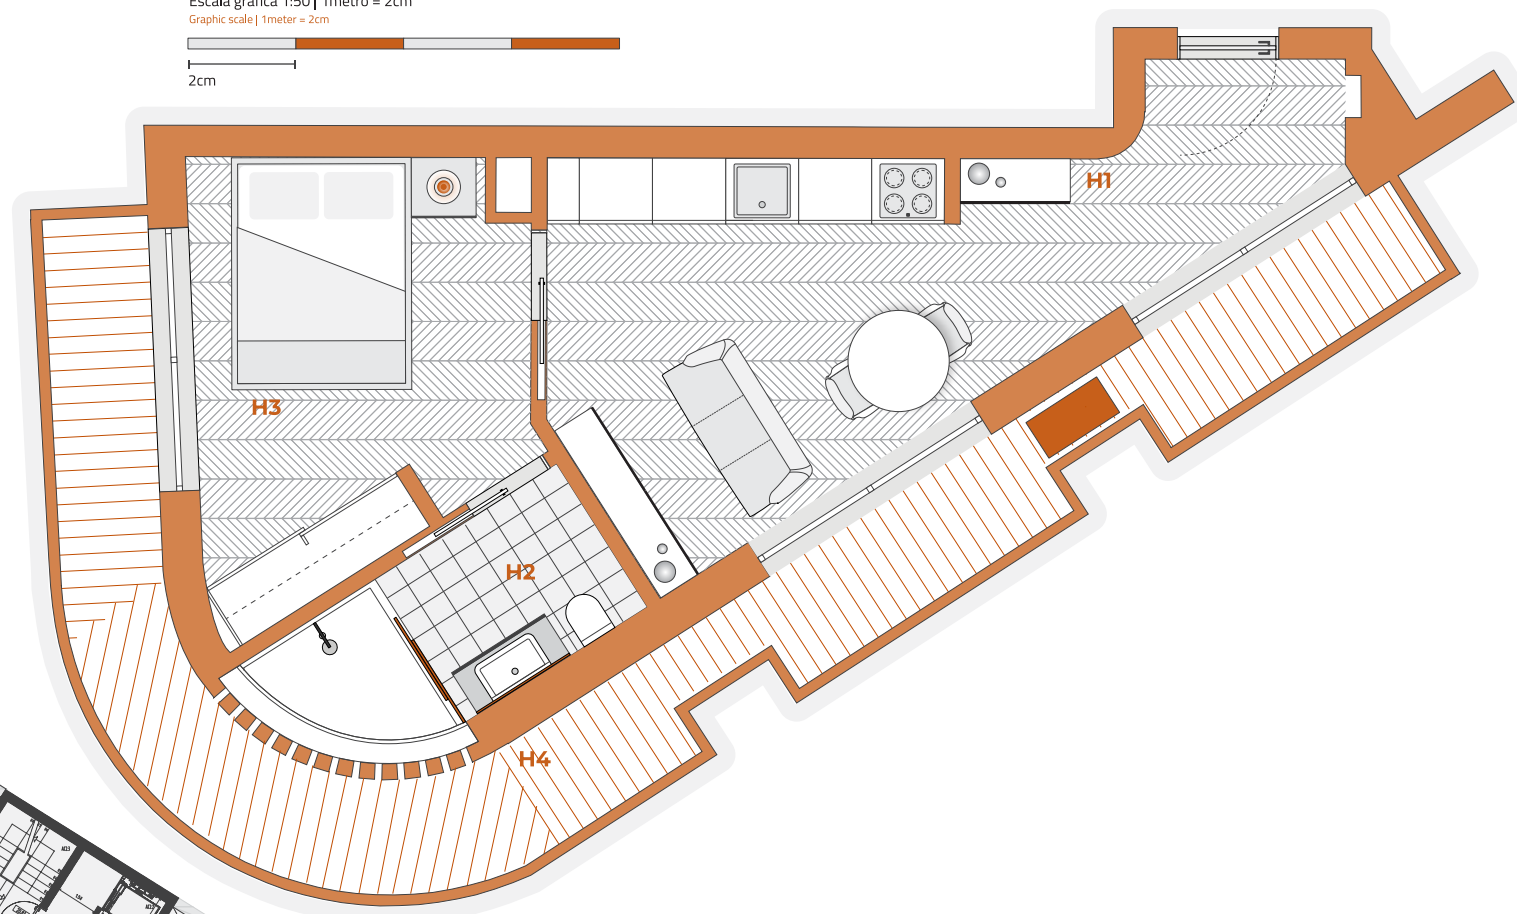 Escala gráfica 1:50 | 1metro = 2cm
Graphic scale | 1meter = 2cm
2cm
H1
H3
H2
H4